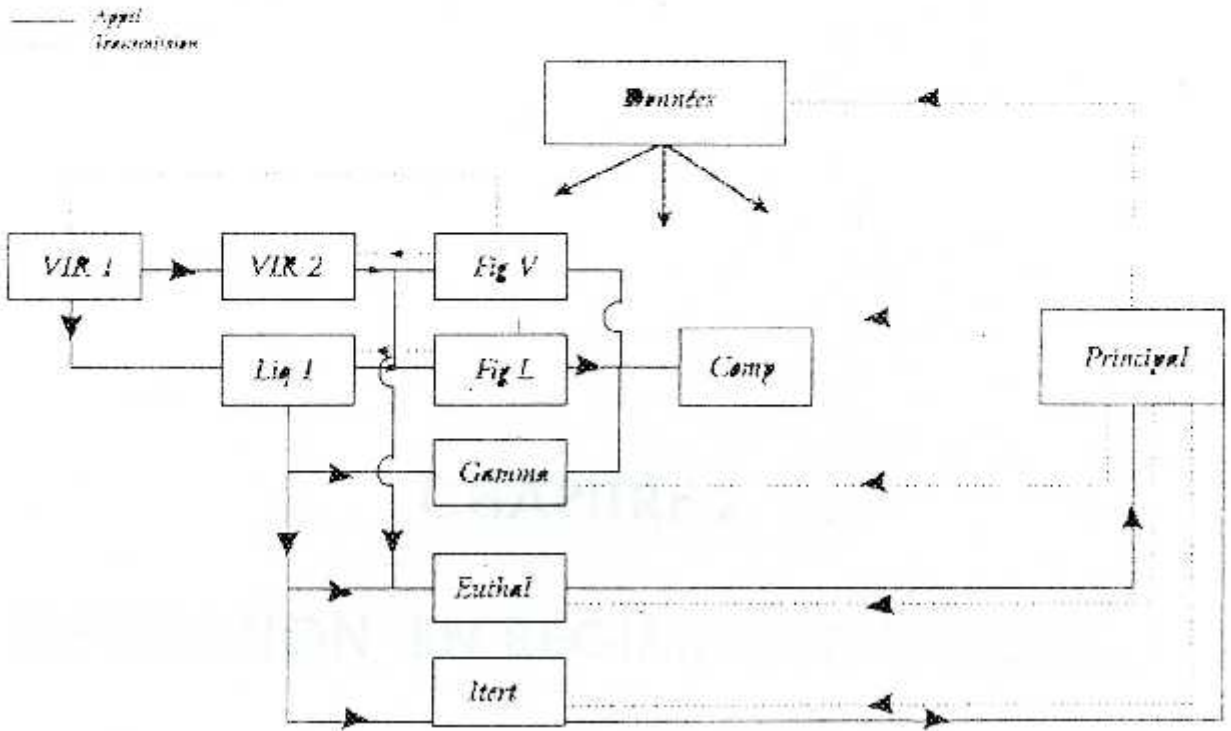 Appel
Transmission
Données
VIR 1
VIR 2
Fig V
Liq 1
Fig L
Comp
Principal
Gamma
Euthal
Itert